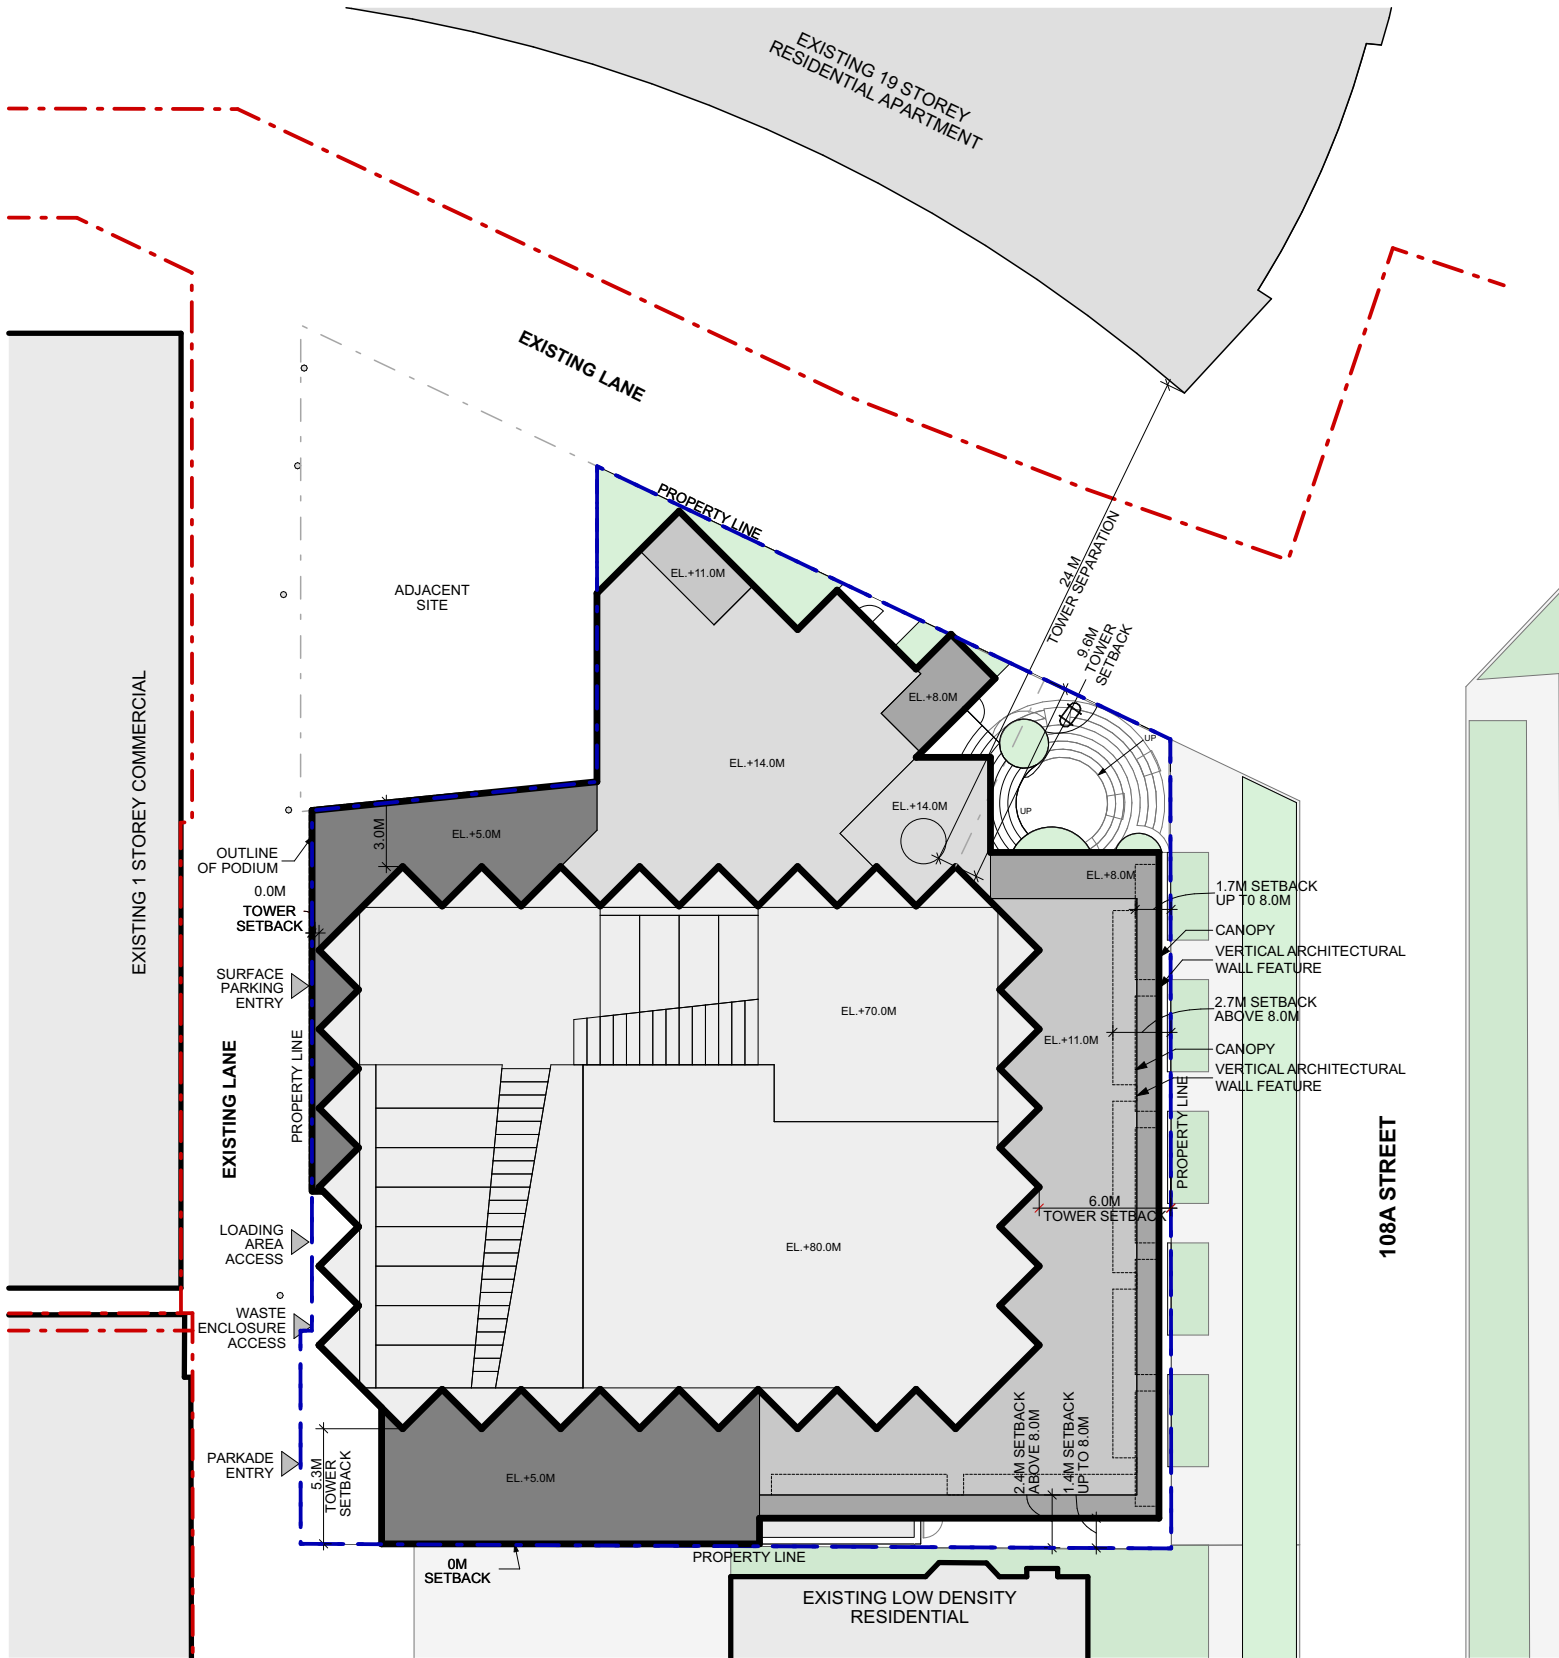 EXISTING 19 STOREY
RESIDENTIAL APARTMENT
EXISTING LANE
PROPERTY LINE
24 M
TOWER SEPARATION
9.6M
TOWER
SETBACK
ADJACENT
SITE
EL.+11.0M
EL.+8.0M
UP
EL.+14.0M
EL.+14.0M
UP
EXISTING 1 STOREY COMMERCIAL
3.0M
EL.+5.0M
OUTLINE
OF PODIUM
0.0M
TOWER
SETBACK
EL.+8.0M
1.7M SETBACK
UP TO 8.0M
CANOPY
VERTICAL ARCHITECTURAL
WALL FEATURE
SURFACE
PARKING
ENTRY
EL.+70.0M
2.7M SETBACK
ABOVE 8.0M
EL.+11.0M
CANOPY
VERTICAL ARCHITECTURAL
WALL FEATURE
EXISTING LANE
PROPERTY LINE
PROPERTY LINE
108A STREET
6.0M
TOWER SETBACK
LOADING
AREA
ACCESS
EL.+80.0M
WASTE
ENCLOSURE
ACCESS
PARKADE
ENTRY
5.3M
TOWER
SETBACK
EL.+5.0M
2.4M SETBACK
ABOVE 8.0M
1.4M SETBACK
UP TO 8.0M
0M
SETBACK
PROPERTY LINE
EXISTING LOW DENSITY
RESIDENTIAL